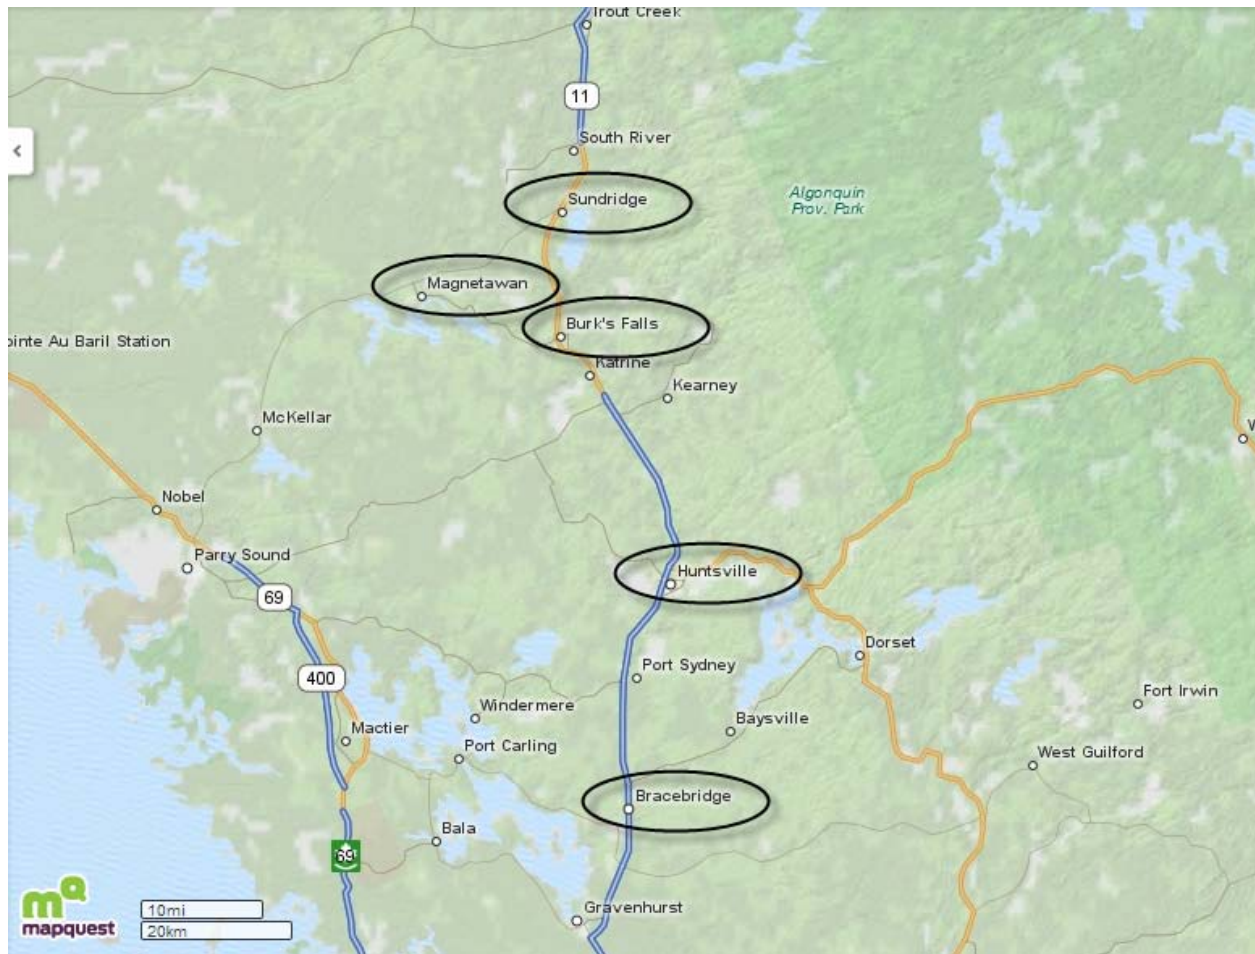 Trout Creek
11
South River
Sundridge
Algonquin
Prov. Park
Magnetawan
Burk's Falls
ointe Au Baril Station
Katrine
Kearney
McKellar
Nobel
Parry Sound
Huntsville
69
Dorset
Port Sydney
400
Fort Irwin
Windermere
Baysville
Mactier
Port Carling
West Guilford
Bracebridge
Bala
69
mapquest
10mi
20km
Gravenhurst